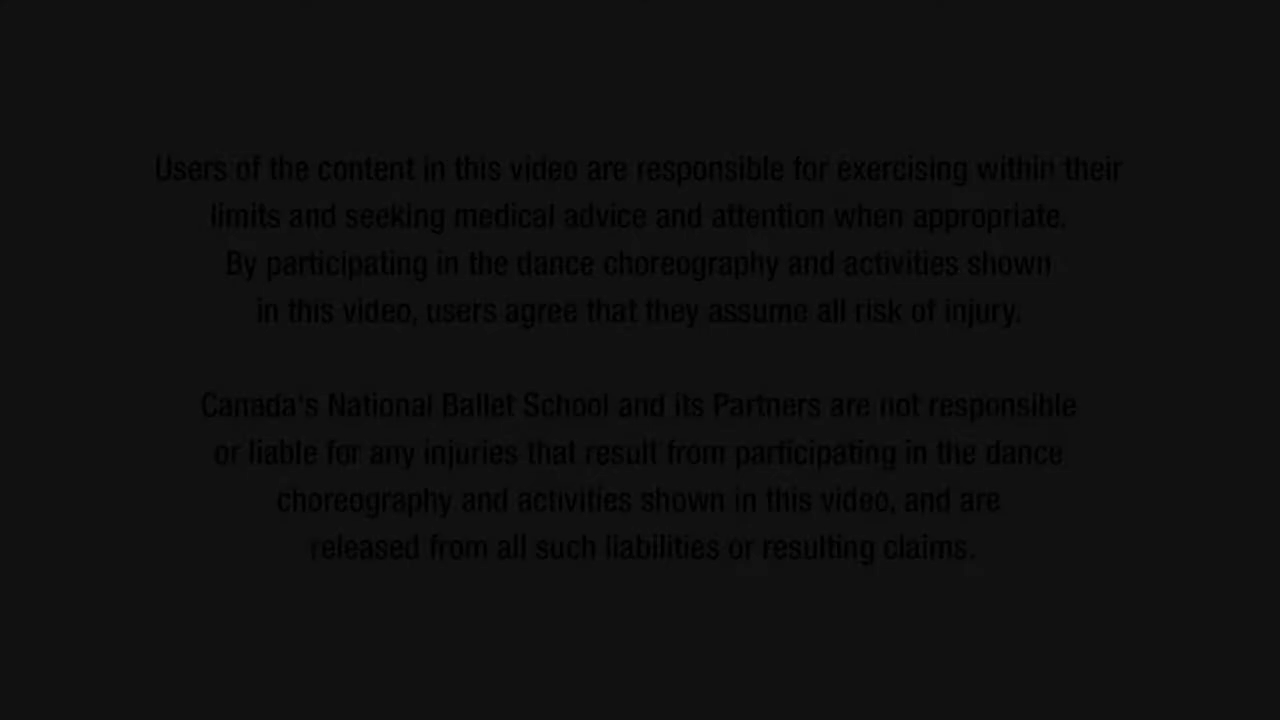 Users of the content in this video are responsible for exercising within their
limits and seeking medical advice and attention when appropriate.
By participating in the dance choreography and activities shown
in this video, users agree that they assume all risk of injury.
Canada's National Ballet School and its Partners are not responsible
or liable for any injuries that result from participating in the dance
choreography and activities shown in this video, and are
released from all such liabilities or resulting claims.